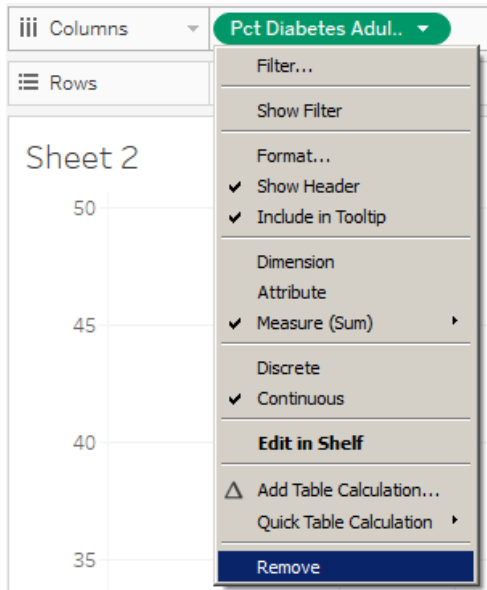 Columns
Pct Diabetes Adul..
Rows
Sheet 2
50
45
40
35
Filter...
Show Filter
Format...
Show Header
Include in Tooltip
Dimension
Attribute
Measure (Sum)
Discrete
Continuous
Edit in Shelf
Add Table Calculation...
Quick Table Calculation
Remove